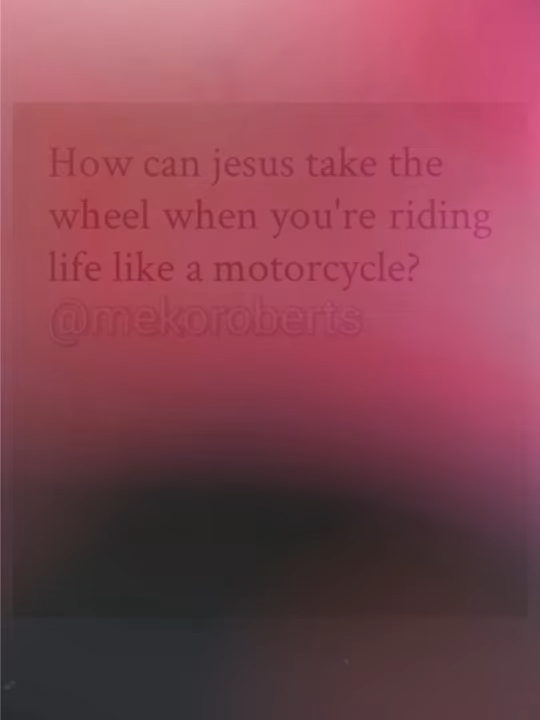 How can jesus take the
wheel when you're riding
life like a motorcycle?
@mekoroberts